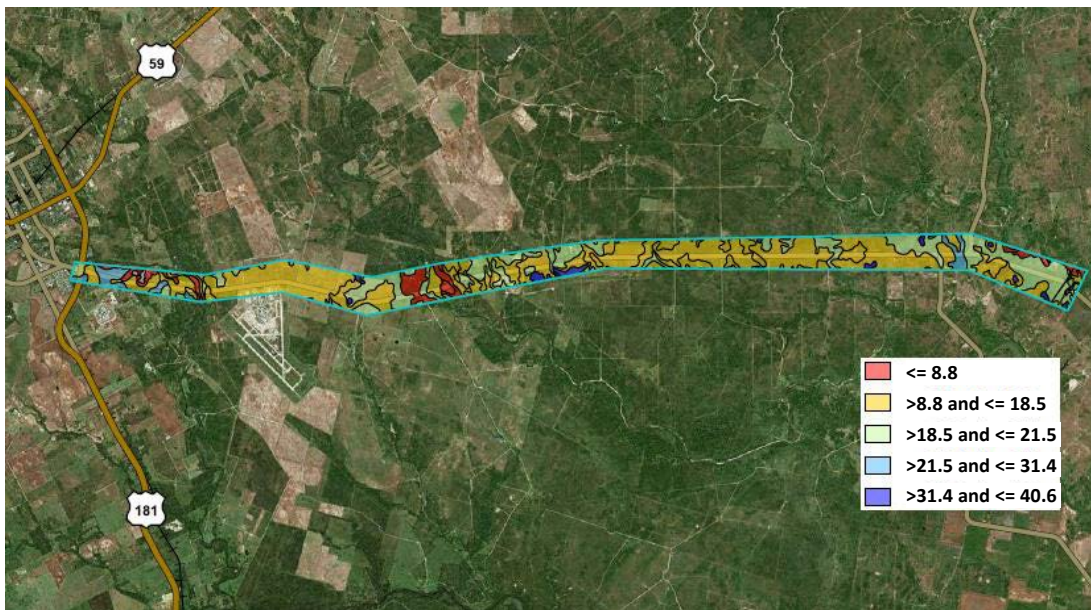 59
<= 8.8
>8.8 and <= 18.5
>18.5 and <= 21.5
>21.5 and <= 31.4
>31.4 and <= 40.6
181